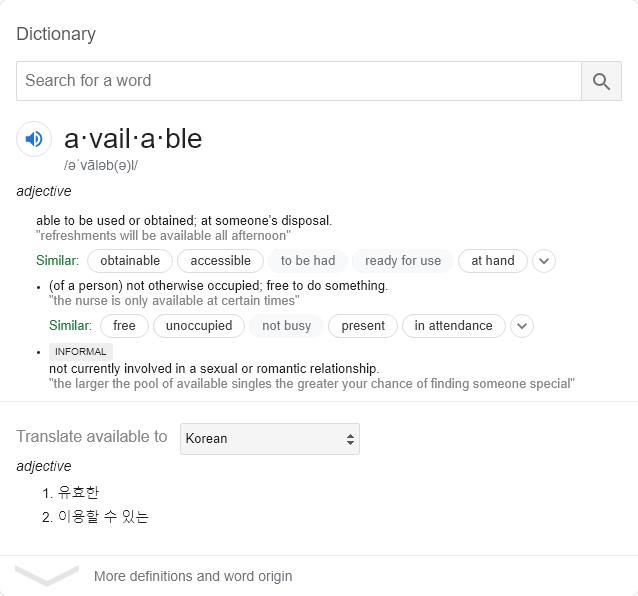 Dictionary
Search for a word
a·vail·a·ble
/əˈvāləb(ə)l/
adjective
able to be used or obtained; at someone's disposal.
"refreshments will be available all afternoon"
Similar: obtainable accessible to be had ready for use at hand
• (of a person) not otherwise occupied; free to do something.
"the nurse is only available at certain times"
Similar: free unoccupied not busy present in attendance
• INFORMAL
not currently involved in a sexual or romantic relationship.
"the larger the pool of available singles the greater your chance of finding someone special"
Translate available to Korean
adjective
1. 유효한
2. 이용할 수 있는
More definitions and word origin